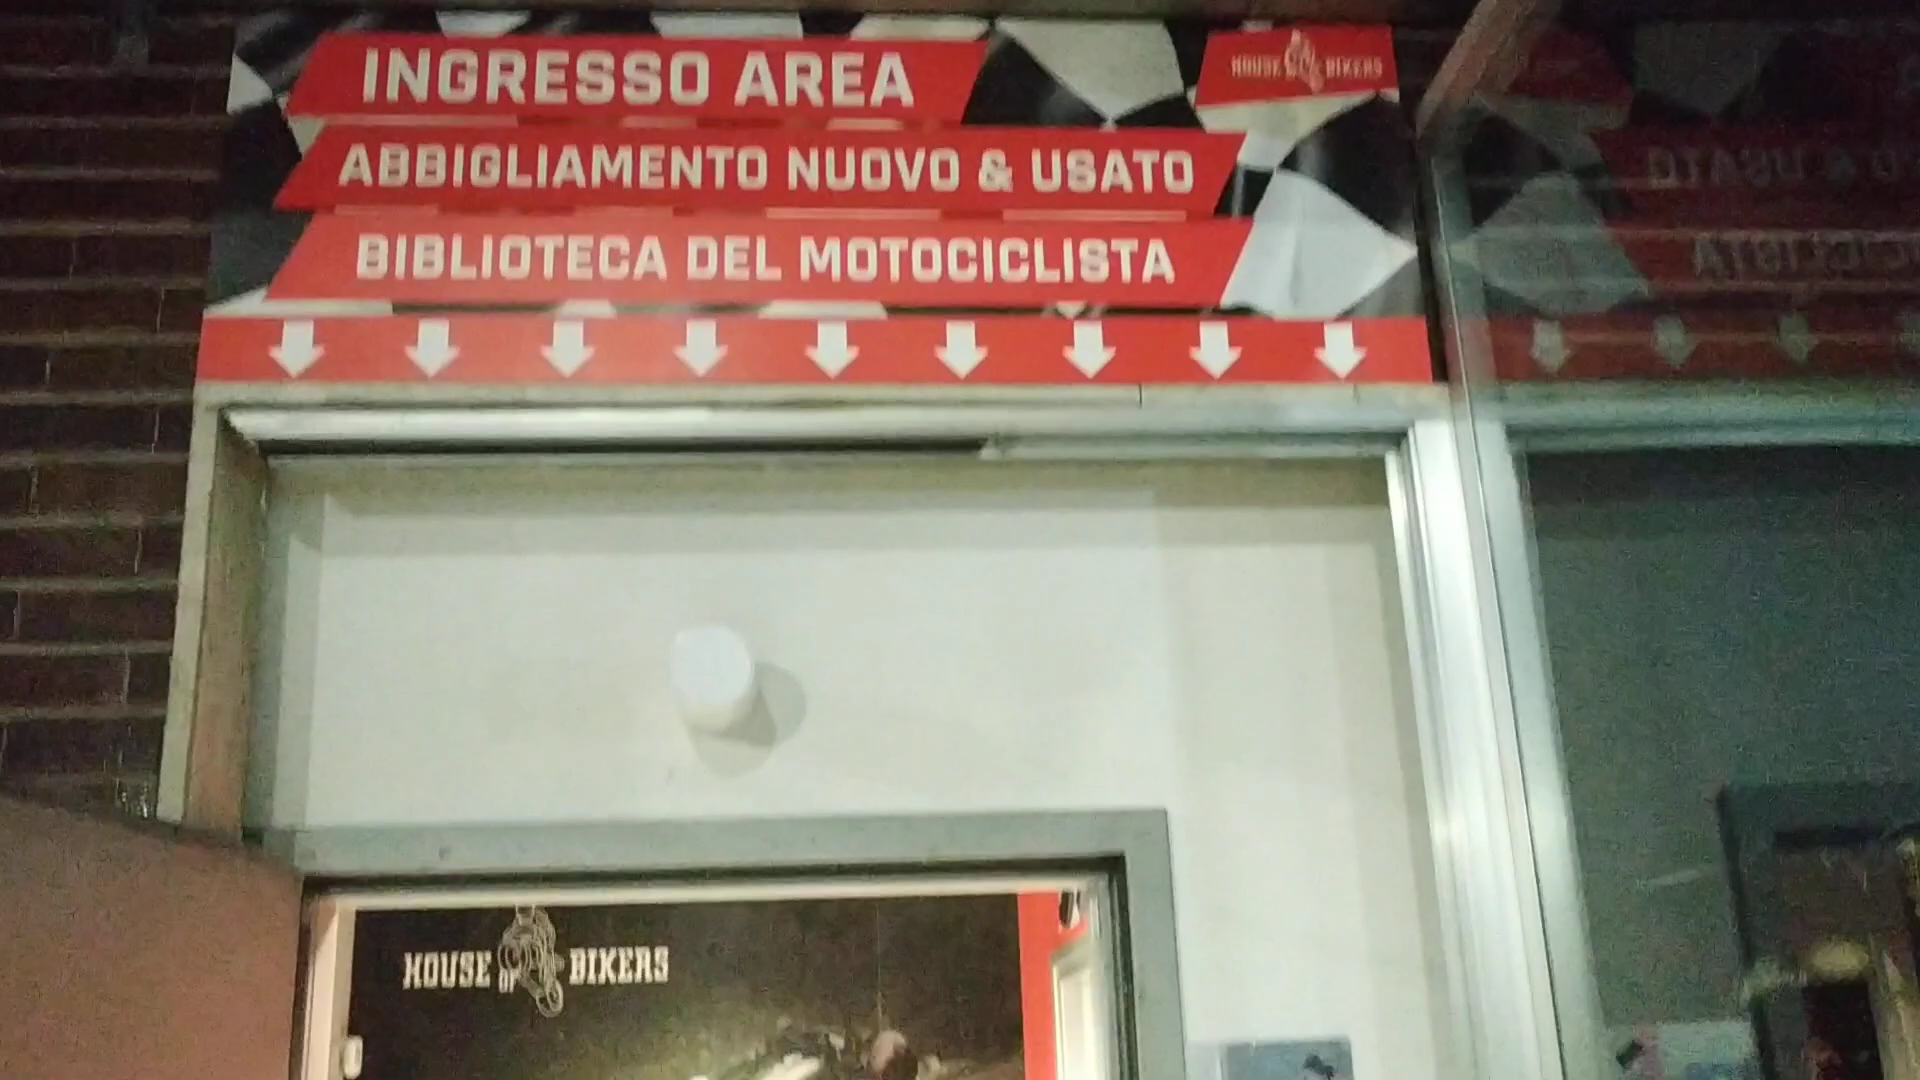 INGRESSO AREA
HOUSE OF BIKERS
ABBIGLIAMENTO NUOVO & USATO
BIBLIOTECA DEL MOTOCICLISTA
HOUSE OF BIKERS